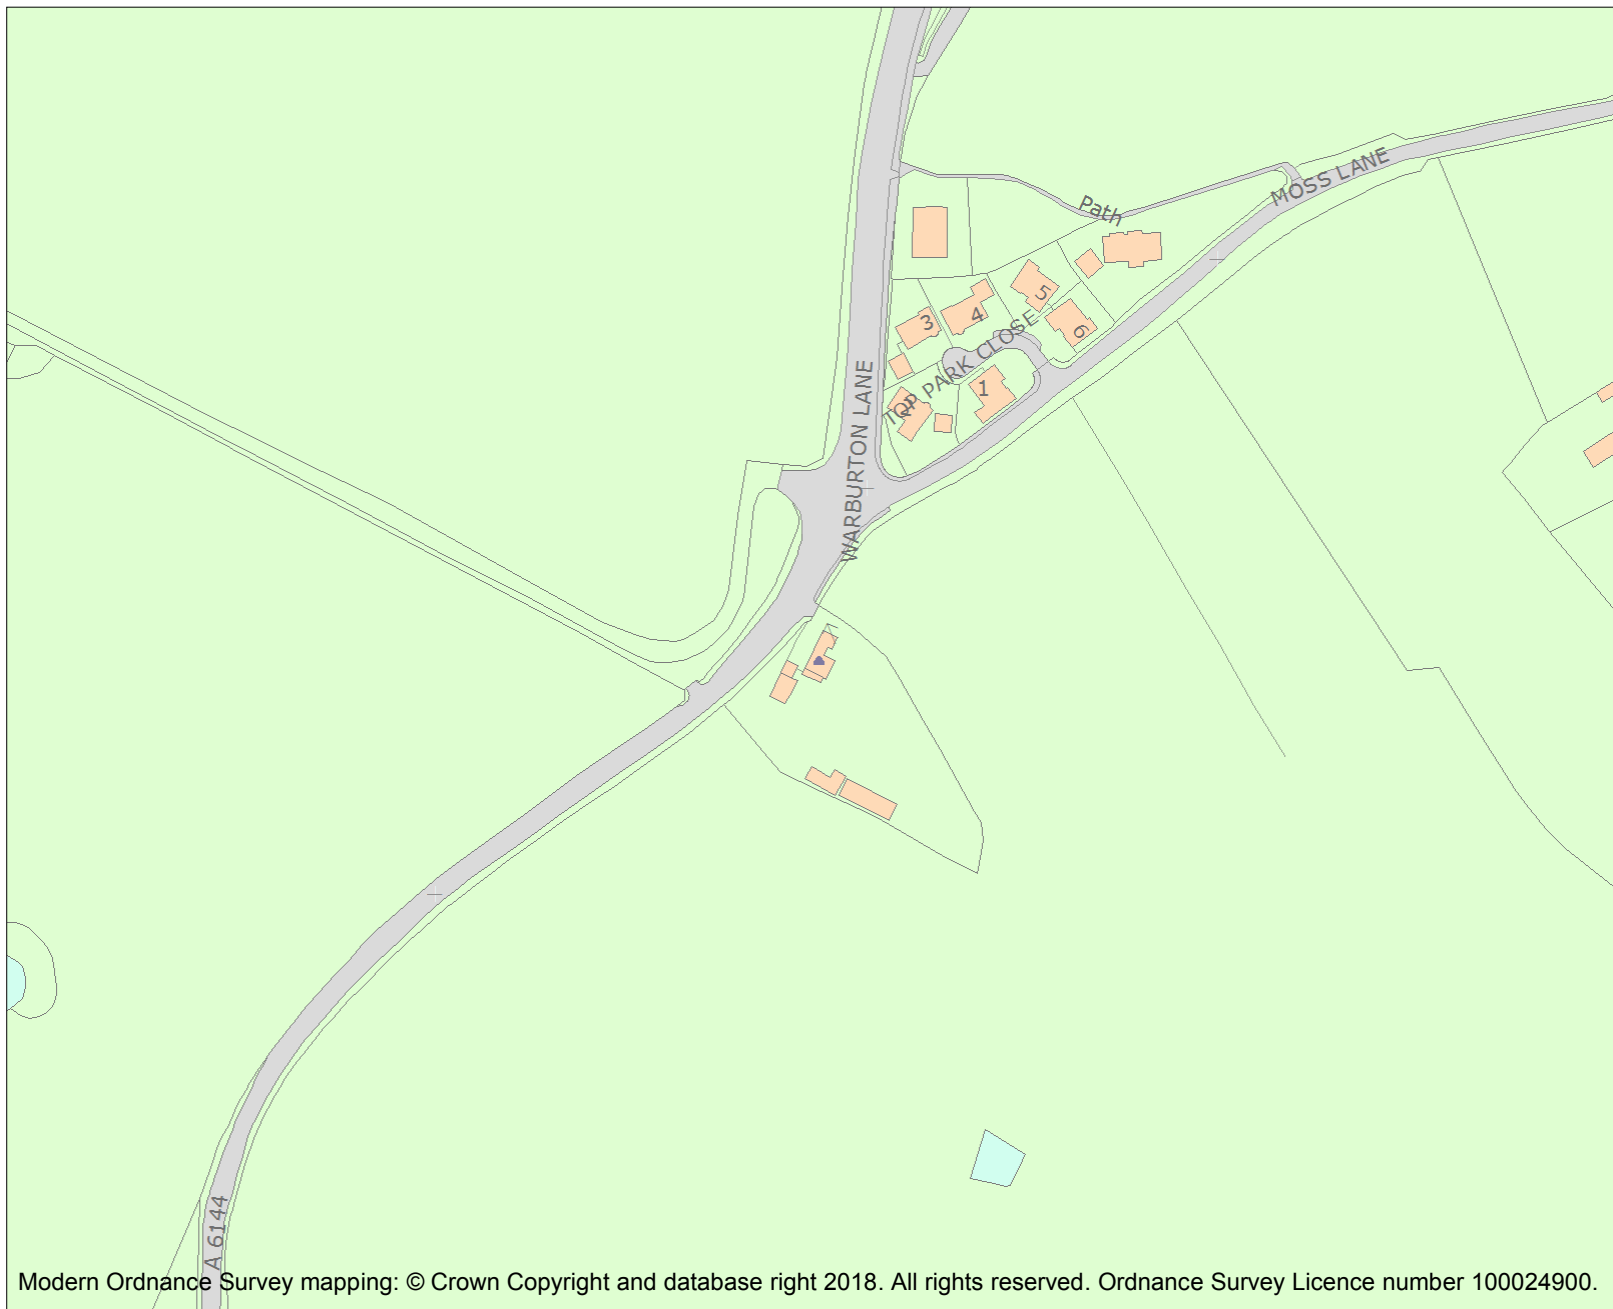 MOSS LANE
Path
5
4
3
6
TOP PARK CLOSE
1
2
WARBURTON LANE
A 6144
Modern Ordnance Survey mapping: © Crown Copyright and database right 2018. All rights reserved. Ordnance Survey Licence number 100024900.